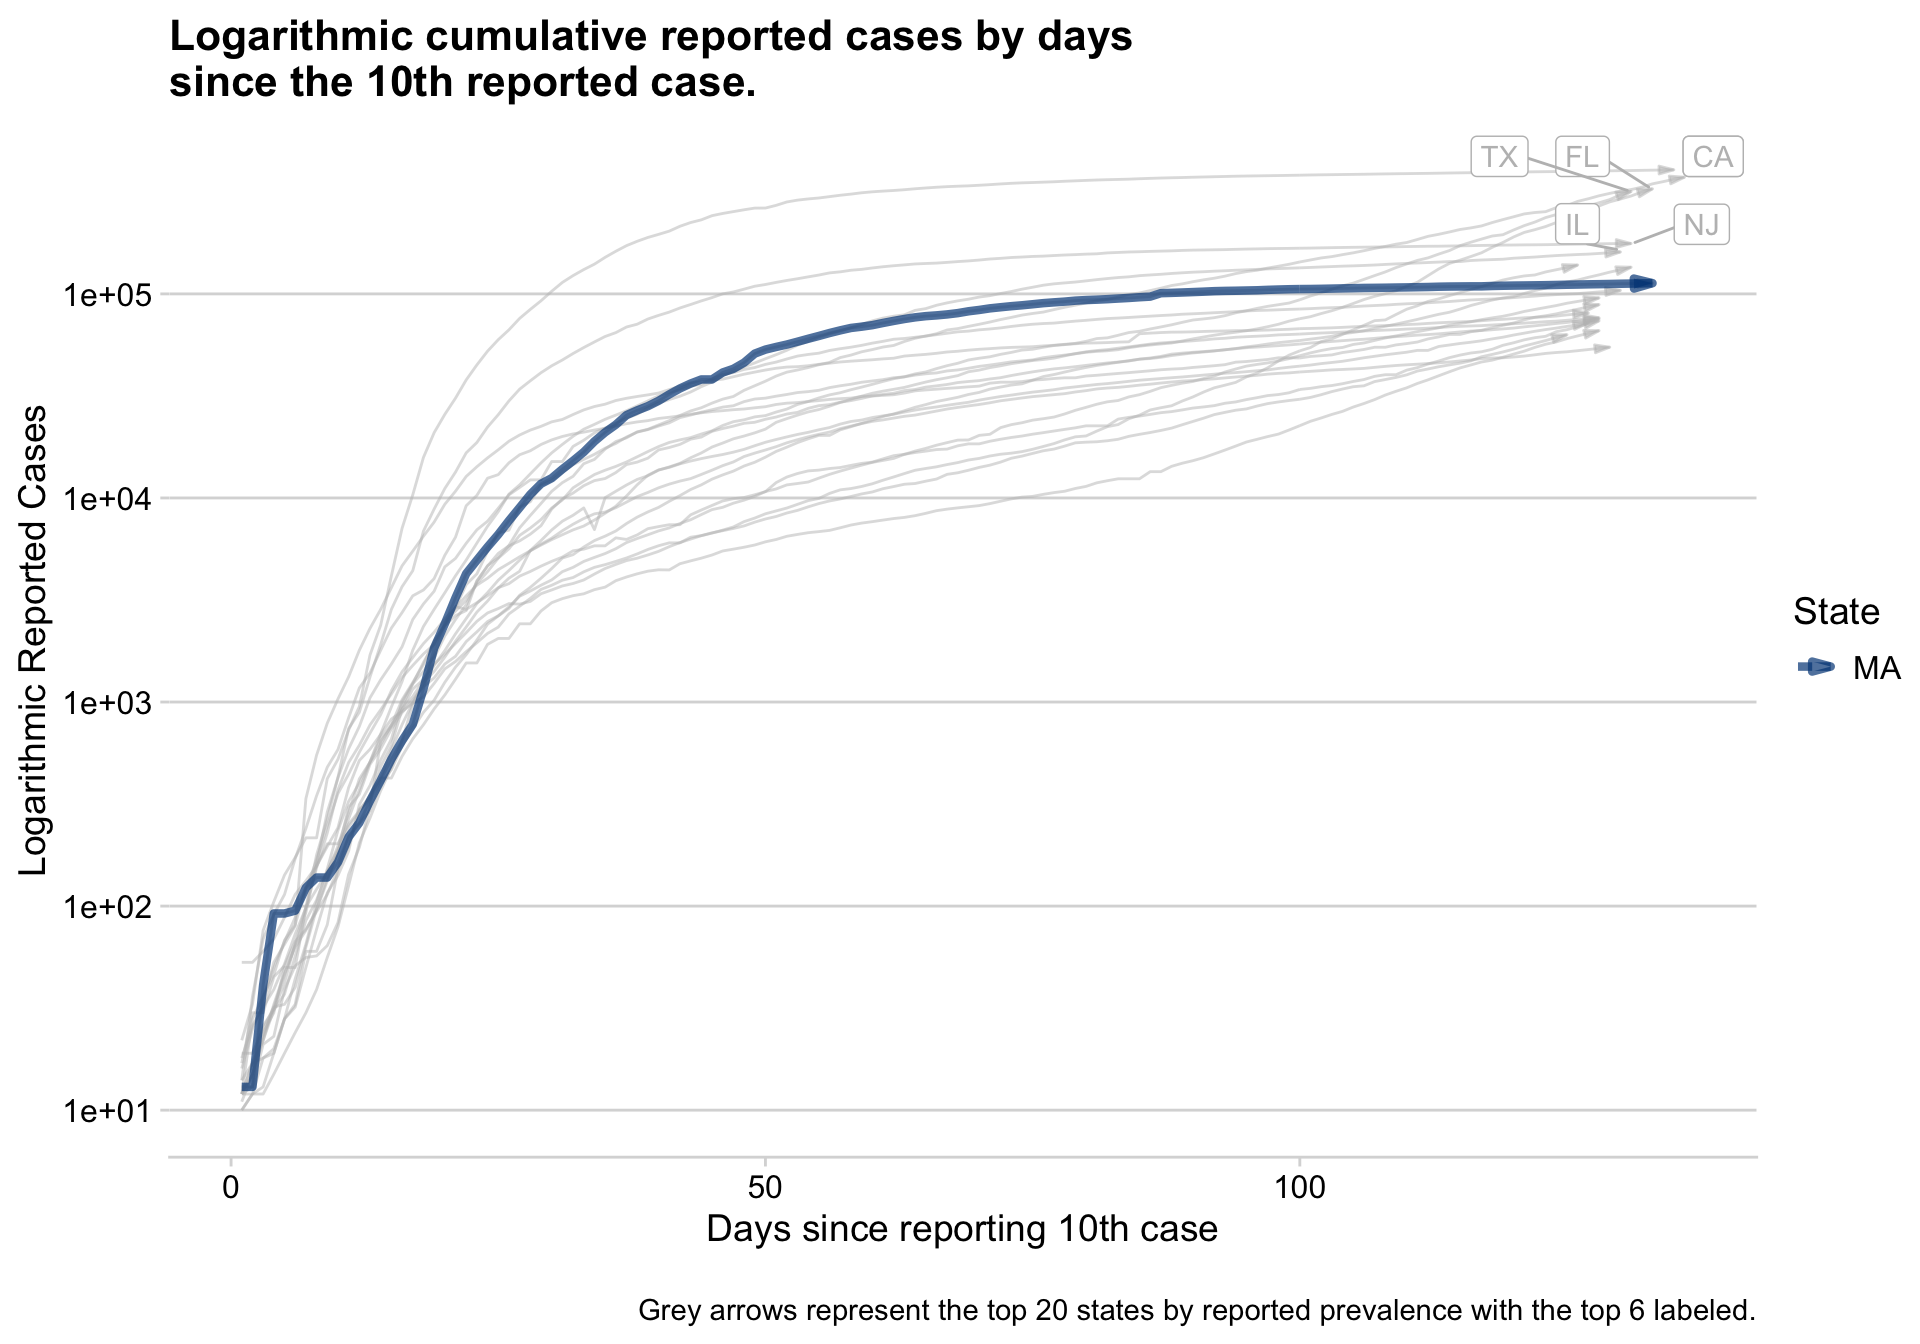 Logarithmic cumulative reported cases by days
since the 10th reported case.
TX
FL
CA
IL
NJ
1e+05
1e+04
1e+03
1e+02
1e+01
Logarithmic Reported Cases
State
MA
0
50
100
Days since reporting 10th case
Grey arrows represent the top 20 states by reported prevalence with the top 6 labeled.